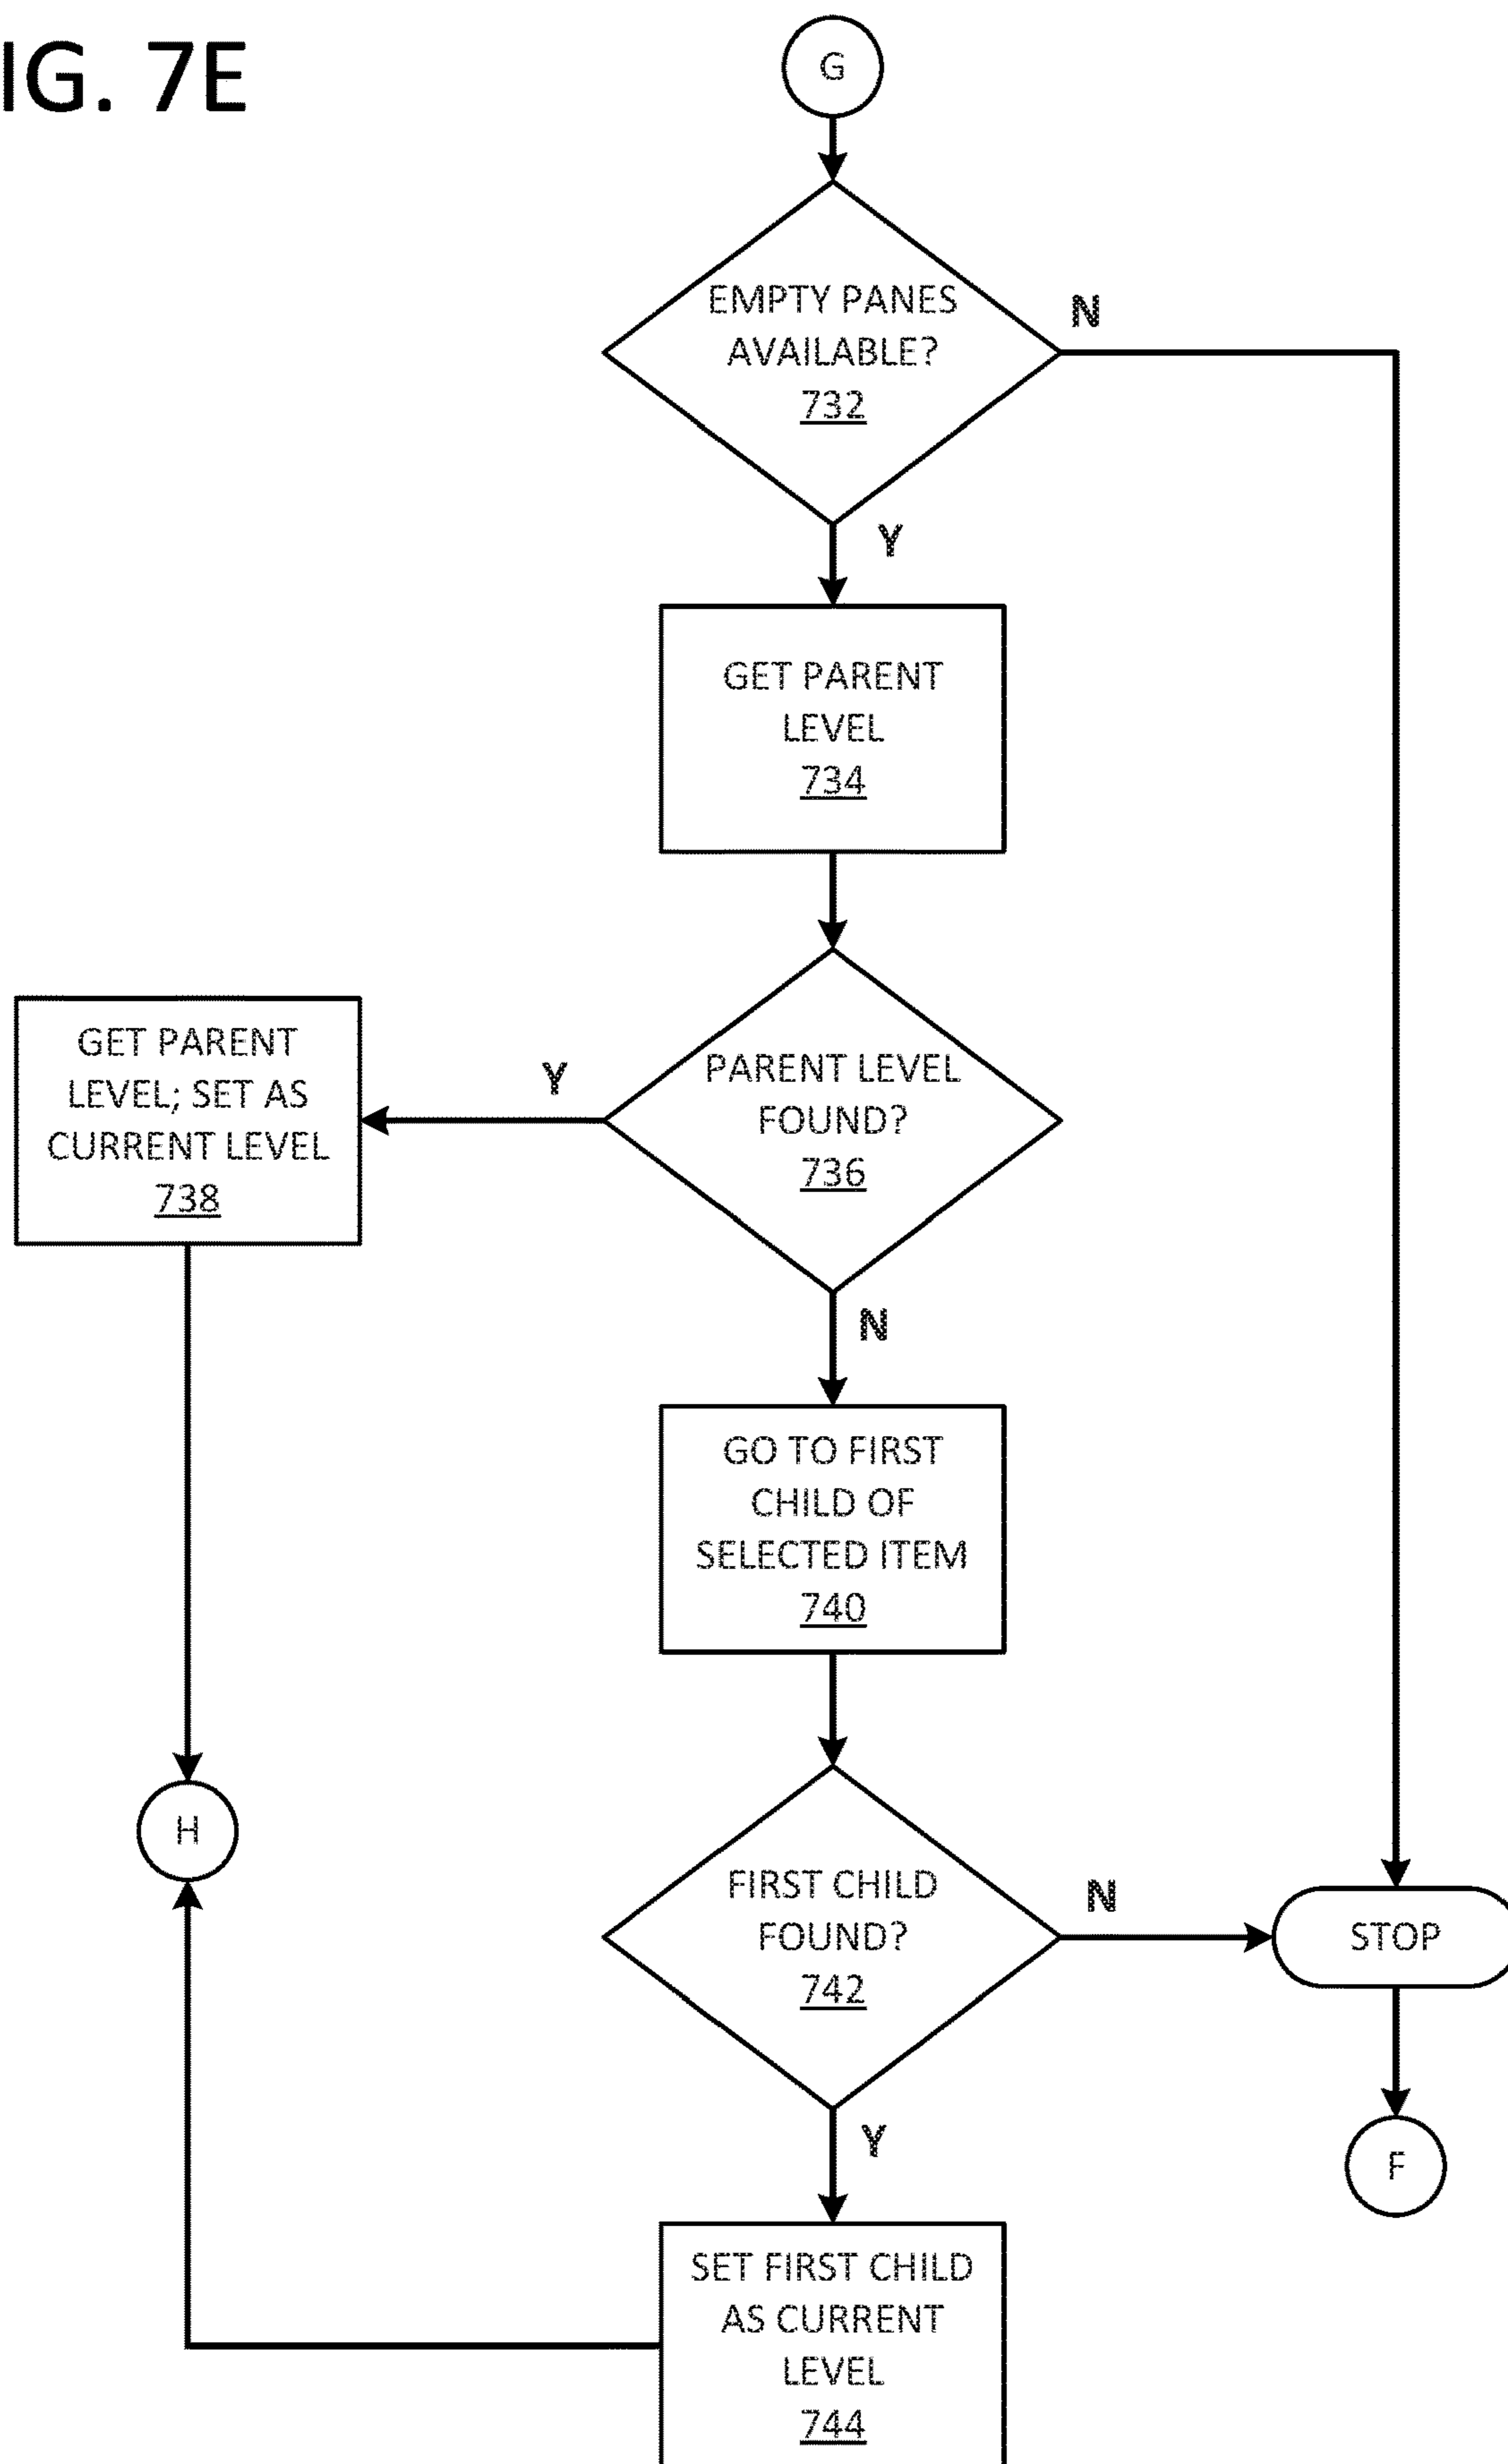 IG. 7E
G
EMPTY PANES
AVAILABLE?
732
N
Y
GET PARENT
LEVEL
734
GET PARENT
LEVEL; SET AS
CURRENT LEVEL
738
Y
PARENT LEVEL
FOUND?
736
N
GO TO FIRST
CHILD OF
SELECTED ITEM
740
H
FIRST CHILD
FOUND?
742
N
STOP
Y
F
SET FIRST CHILD
AS CURRENT
LEVEL
744